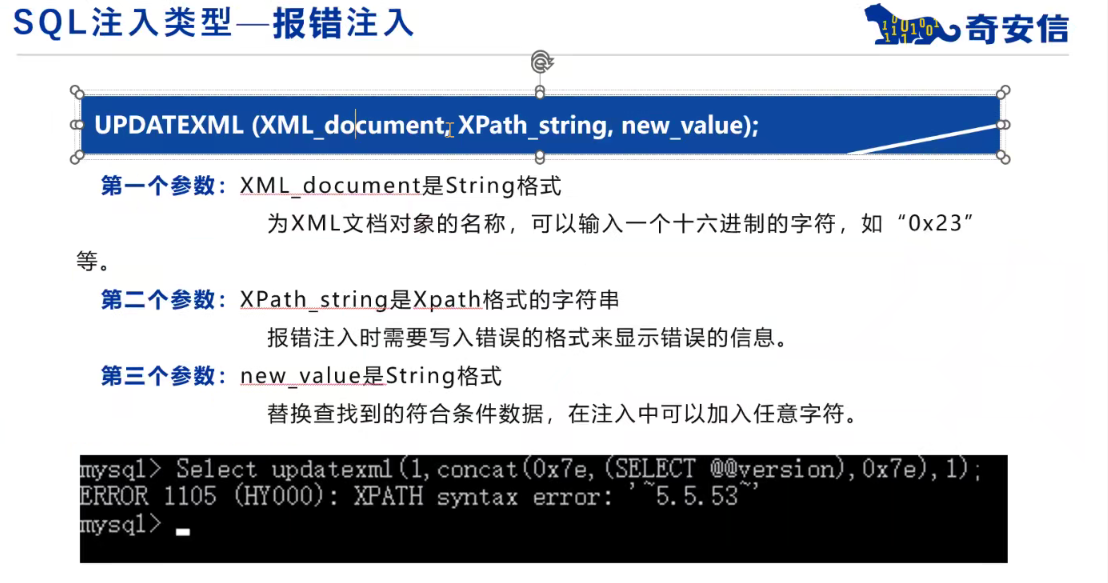 SQL注入类型—报错注入
奇安信
UPDATEXML (XML_document, XPath_string, new_value);
第一个参数：XML_document是String格式
为XML文档对象的名称，可以输入一个十六进制的字符，如“0x23”
等。
第二个参数：XPath_string是Xpath格式的字符串
报错注入时需要写入错误的格式来显示错误的信息。
第三个参数：new_value是String格式
替换查找到的符合条件数据，在注入中可以加入任意字符。
mysql> Select updatexml(1,concat(0x7e,(SELECT @@version),0x7e),1);
ERROR 1105 (HY000): XPATH syntax error: '~5.5.53~'
mysql>